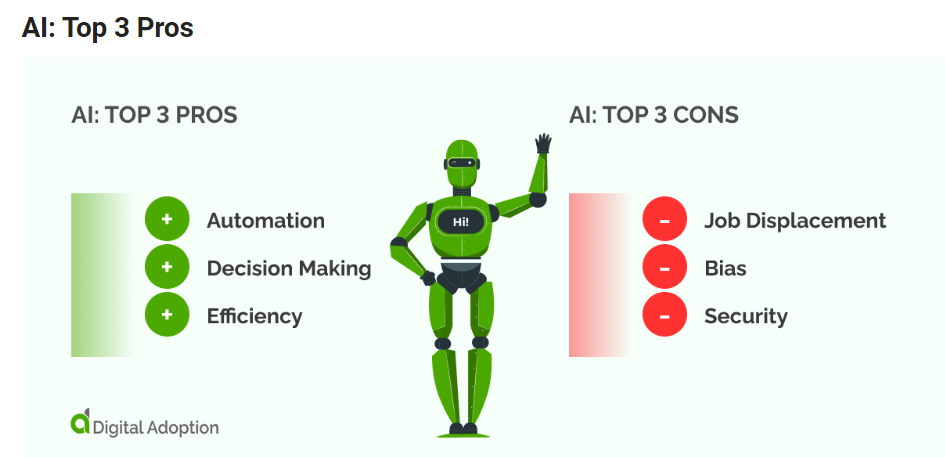 AI: Top 3 Pros
AI: TOP 3 PROS
Automation
Decision Making
Efficiency
Hi!
AI: TOP 3 CONS
Job Displacement
Bias
Security
Digital Adoption